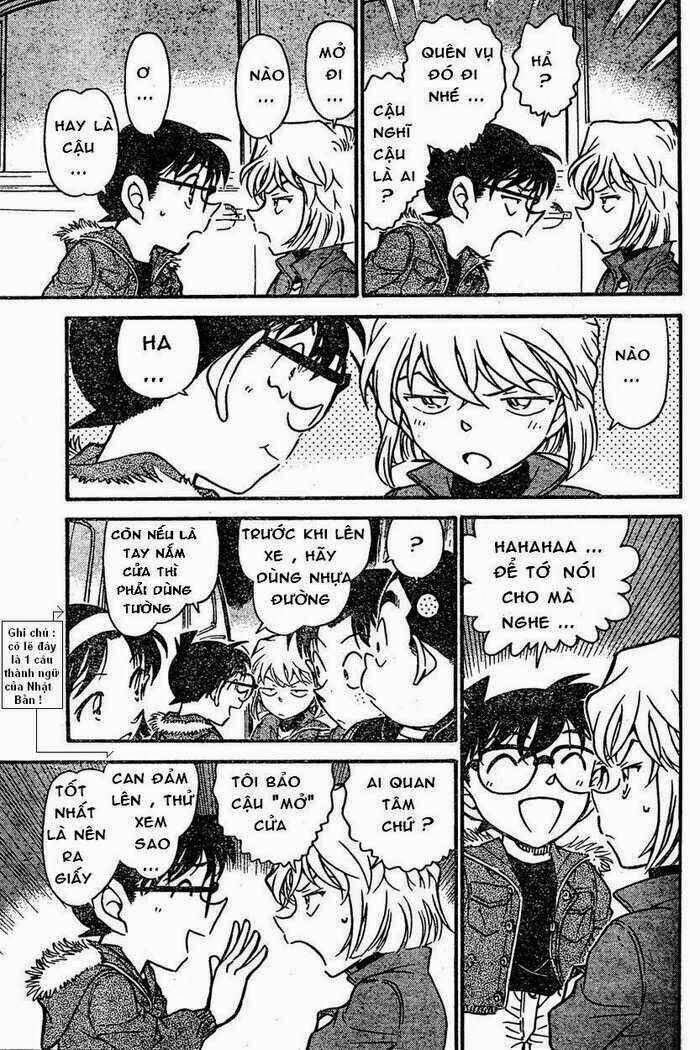 HẢ
?
QUÊN VỤ
ĐÓ ĐI
NHÉ ...
CẬU
NGHĨ
CẬU
LÀ AI
?
MỞ
ĐI
...
NÀO
...
Ơ
...
HAY LÀ
CẬU
...
NÀO
...
HA
...
HAHAHAA ...
ĐỂ TỚ NÓI
CHO MÀ
NGHE ...
?
TRƯỚC KHI LÊN
XE , HÃY
DÙNG NHỰA
ĐƯỜNG
CÒN NẾU LÀ
TAY NẮM
CỬA THÌ
PHẢI DÙNG
TƯỜNG
Ghi chú :
có lẽ đây
là 1 câu
thành ngữ
của Nhật
Bản !
AI QUAN
TÂM
CHỨ ?
TÔI BẢO
CẬU "MỞ"
CỬA
CAN ĐẢM
LÊN , THỬ
XEM
SAO ...
TỐT
NHẤT
LÀ NÊN
RA
GIẤY